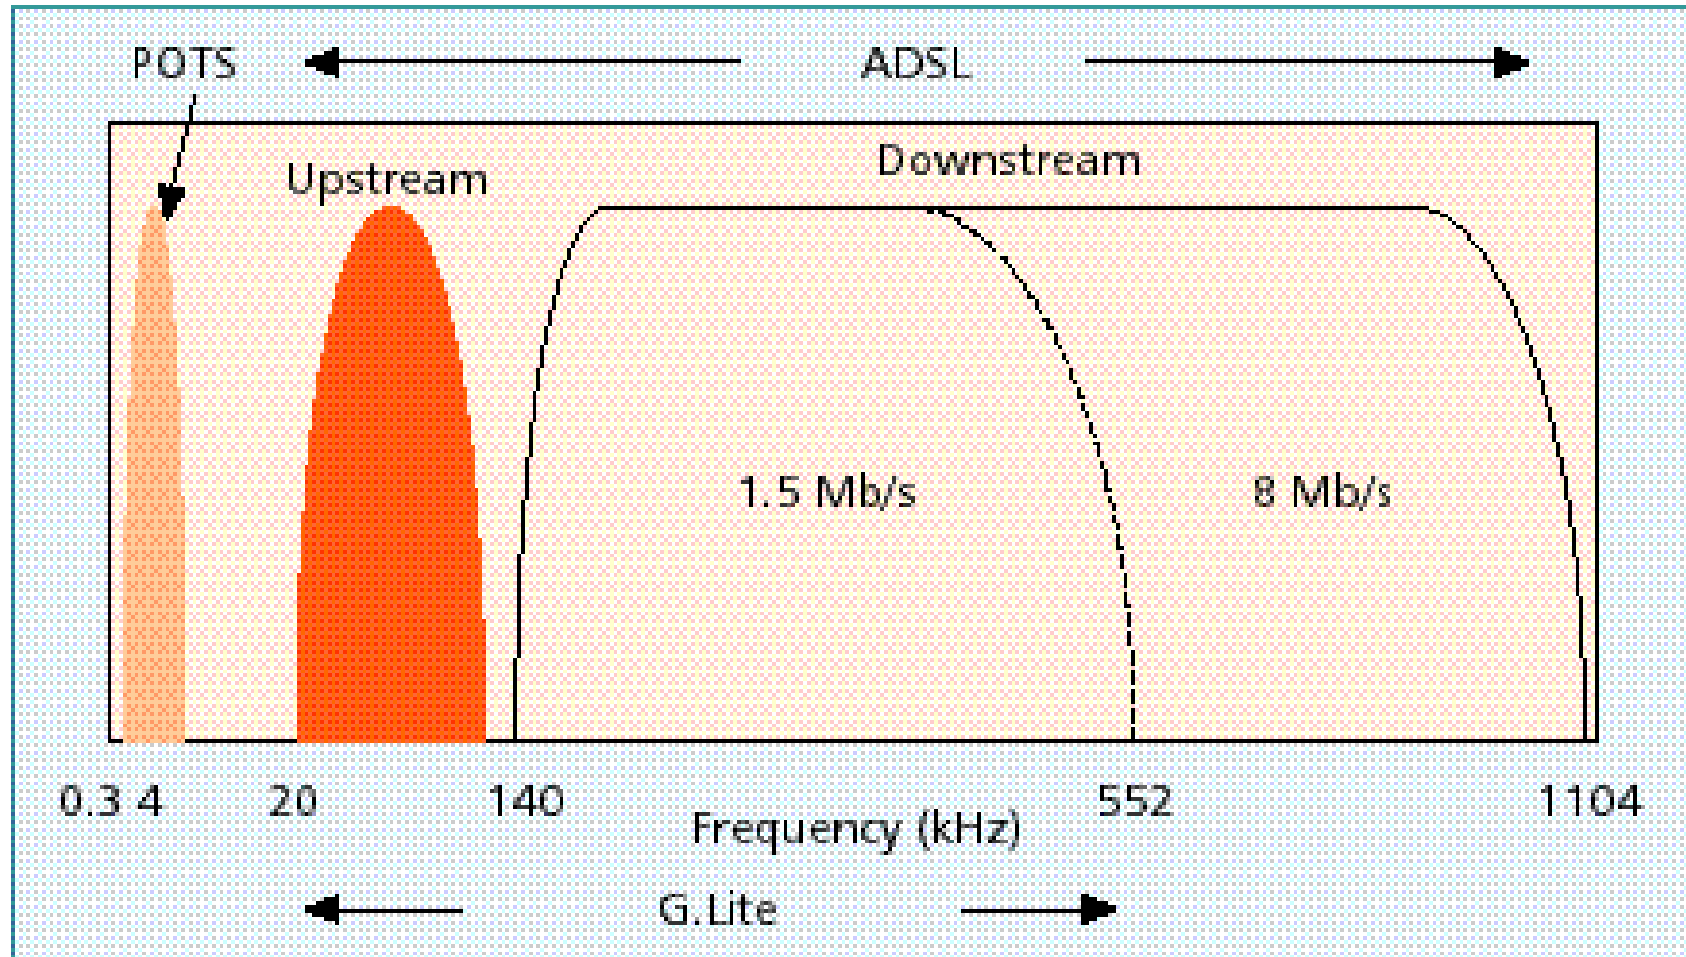 POTS ADSL
Upstream Downstream
1.5 Mb/s 8 Mb/s
0.3 4 20 140 552 1104
Frequency (kHz)
G.Lite